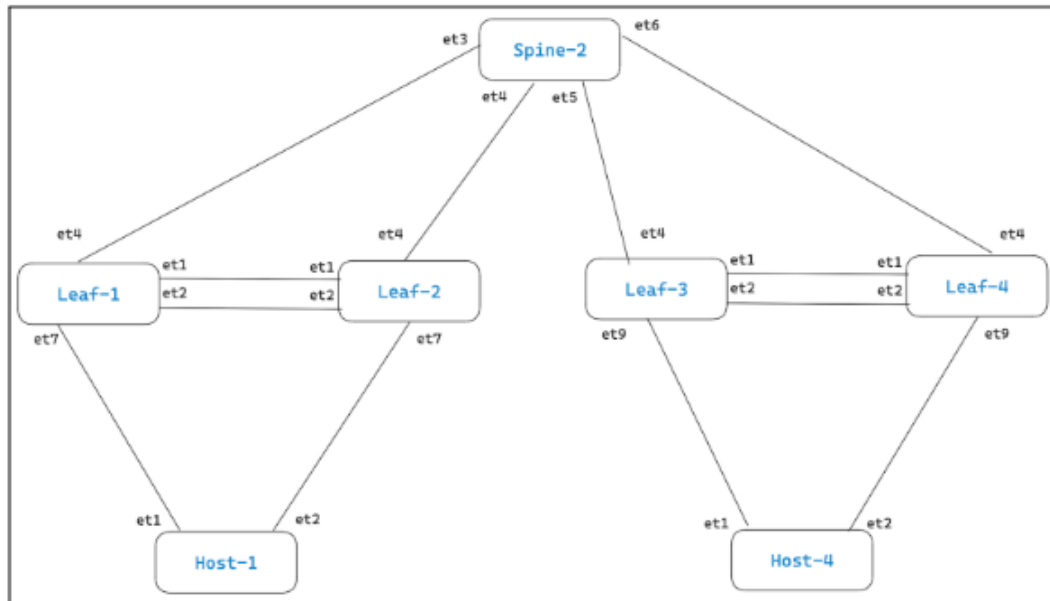 et3
Spine-2
et6
et4
et5
et4
et4
et4
et4
et1
et1
et1
et1
Leaf-1
et2
et2
Leaf-2
Leaf-3
et2
et2
Leaf-4
et7
et7
et9
et9
et1
et2
et1
et2
Host-1
Host-4